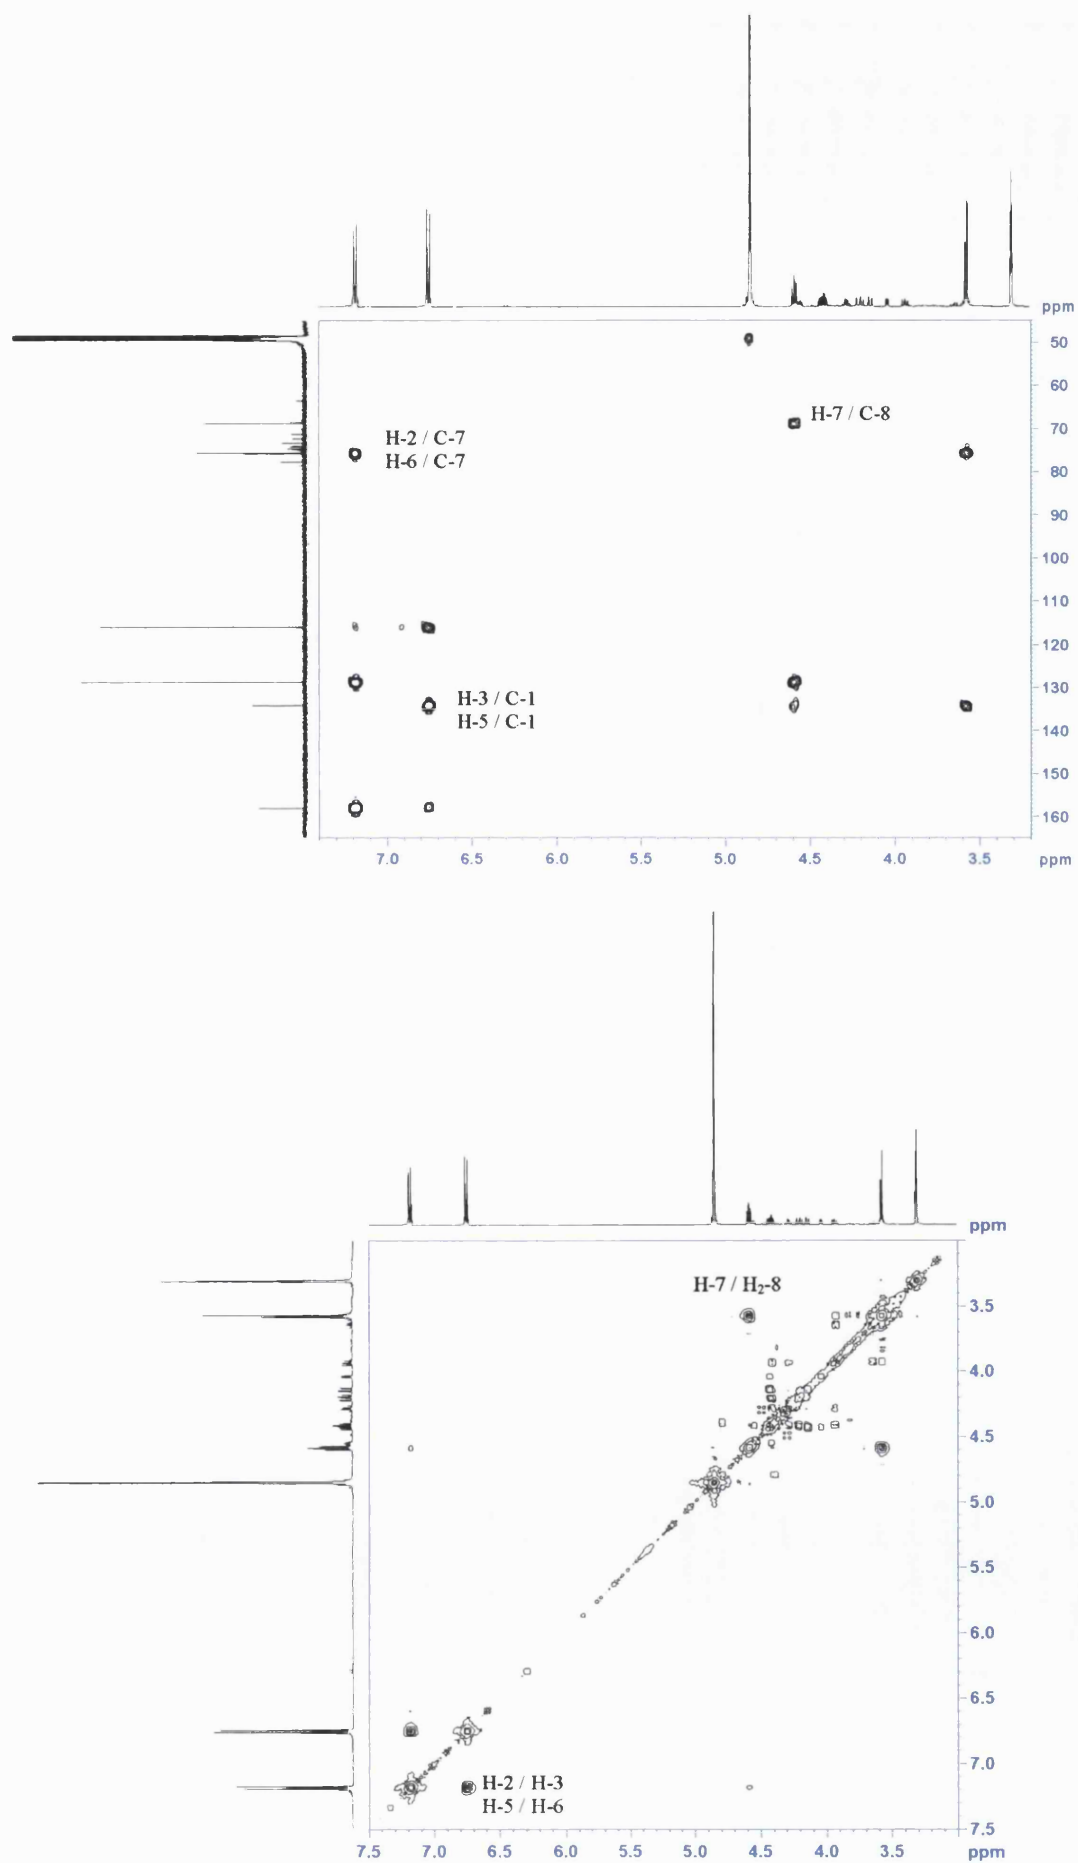 ppm
50
H-7 / C-8
60
70
H-2 / C-7
H-6 / C-7
80
90
100
110
120
130
H-3 / C-1
H-5 / C-1
140
150
160
7.0 6.5 6.0 5.5 5.0 4.5 4.0 3.5 ppm
ppm
H-7 / H₂-8
3.5
4.0
4.5
5.0
5.5
6.0
6.5
7.0
H-2 / H-3
H-5 / H-6
7.5
7.5 7.0 6.5 6.0 5.5 5.0 4.5 4.0 3.5 ppm